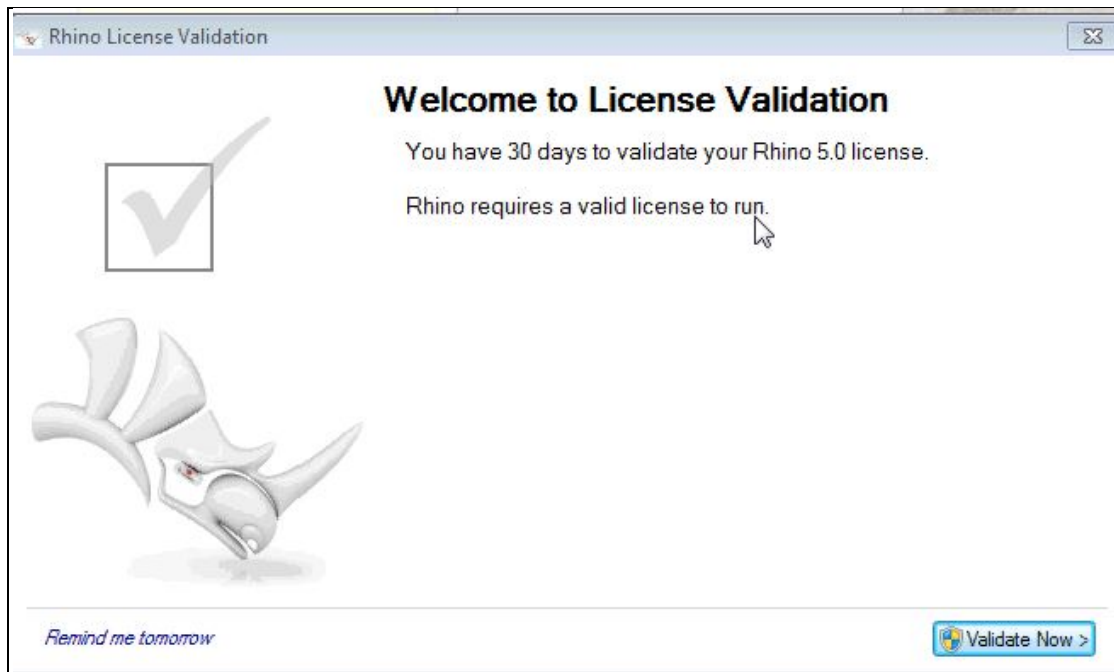 Rhino License Validation
Welcome to License Validation
You have 30 days to validate your Rhino 5.0 license.
Rhino requires a valid license to run.
Remind me tomorrow
Validate Now >